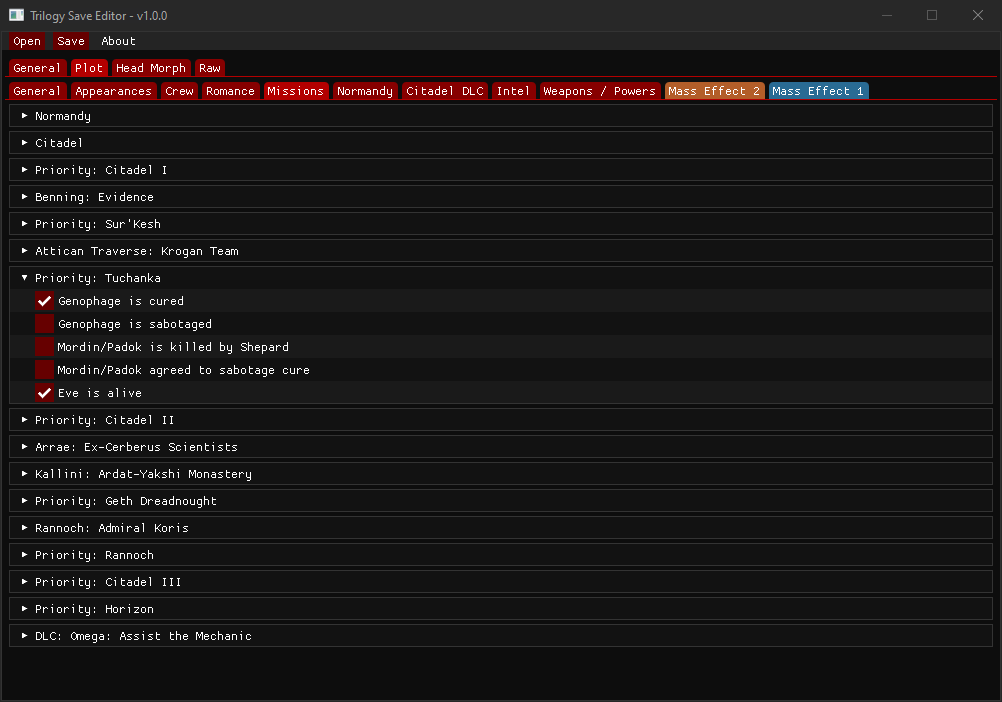 Trilogy Save Editor - v1.0.0
Open Save About
General Plot Head Morph Raw
General Appearances Crew Romance Missions Normandy Citadel DLC Intel Weapons / Powers Mass Effect 2 Mass Effect 1
Normandy
Citadel
Priority: Citadel I
Benning: Evidence
Priority: Sur'Kesh
Attican Traverse: Krogan Team
Priority: Tuchanka
Genophage is cured
Genophage is sabotaged
Mordin/Padok is killed by Shepard
Mordin/Padok agreed to sabotage cure
Eve is alive
Priority: Citadel II
Arrae: Ex-Cerberus Scientists
Kallini: Ardat-Yakshi Monastery
Priority: Geth Dreadnought
Rannoch: Admiral Koris
Priority: Rannoch
Priority: Citadel III
Priority: Horizon
DLC: Omega: Assist the Mechanic